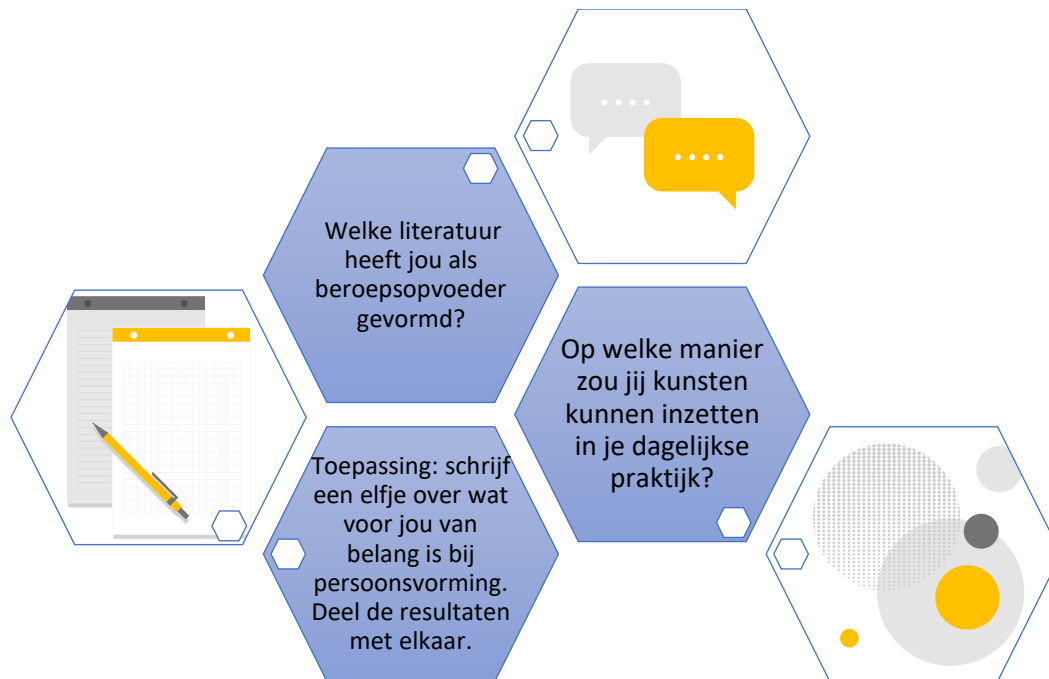 Welke literatuur
heeft jou als
beroepsopvoeder
gevormd?
Op welke manier
zou jij kunsten
kunnen inzetten
in je dagelijkse
praktijk?
Toepassing: schrijf
een elfje over wat
voor jou van
belang is bij
persoonsvorming.
Deel de resultaten
met elkaar.